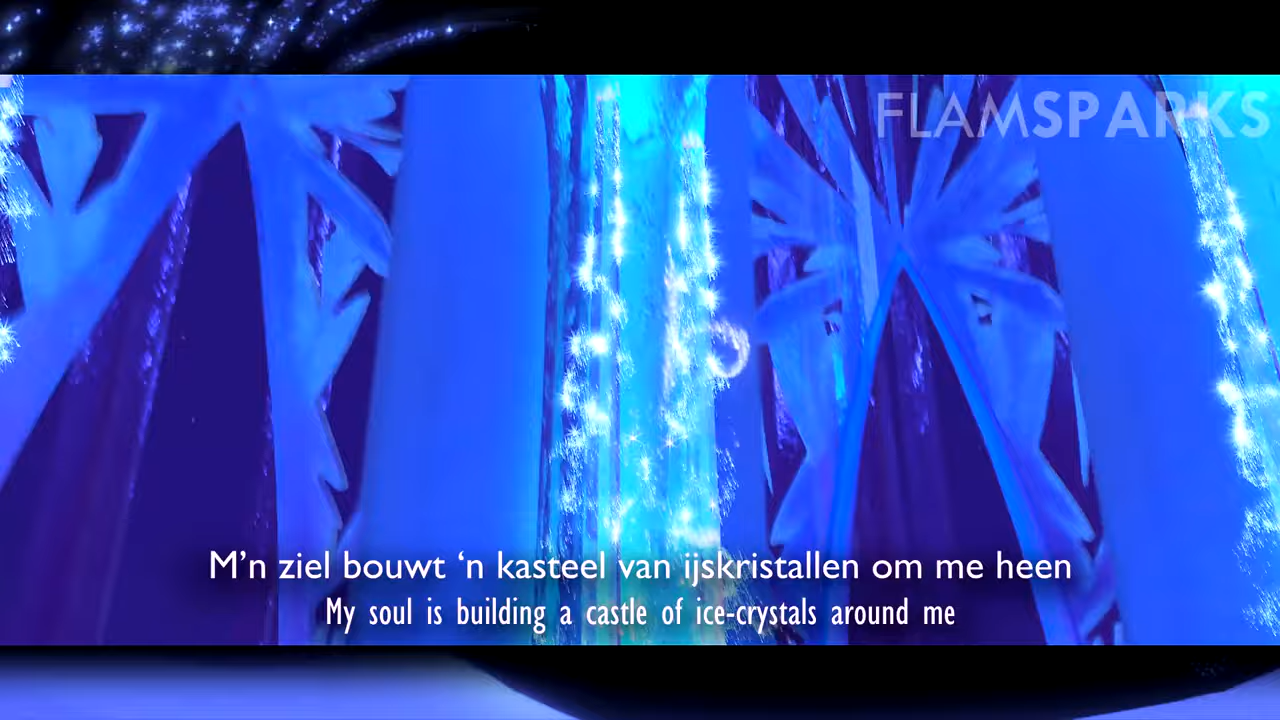 FLAMSPARKS
M’n ziel bouwt ‘n kasteel van ijskristallen om me heen
My soul is building a castle of ice-crystals around me